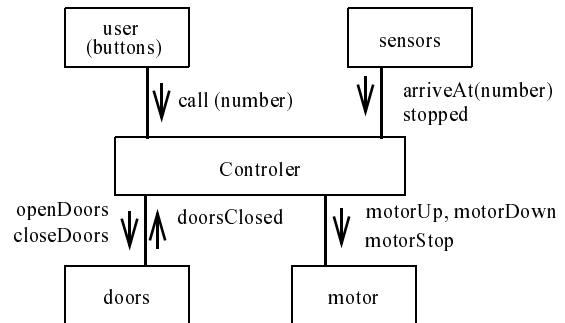 user
(buttons)
sensors
call (number)
arriveAt(number)
stopped
Controler
openDoors
closeDoors
doorsClosed
motorUp, motorDown
motorStop
doors
motor